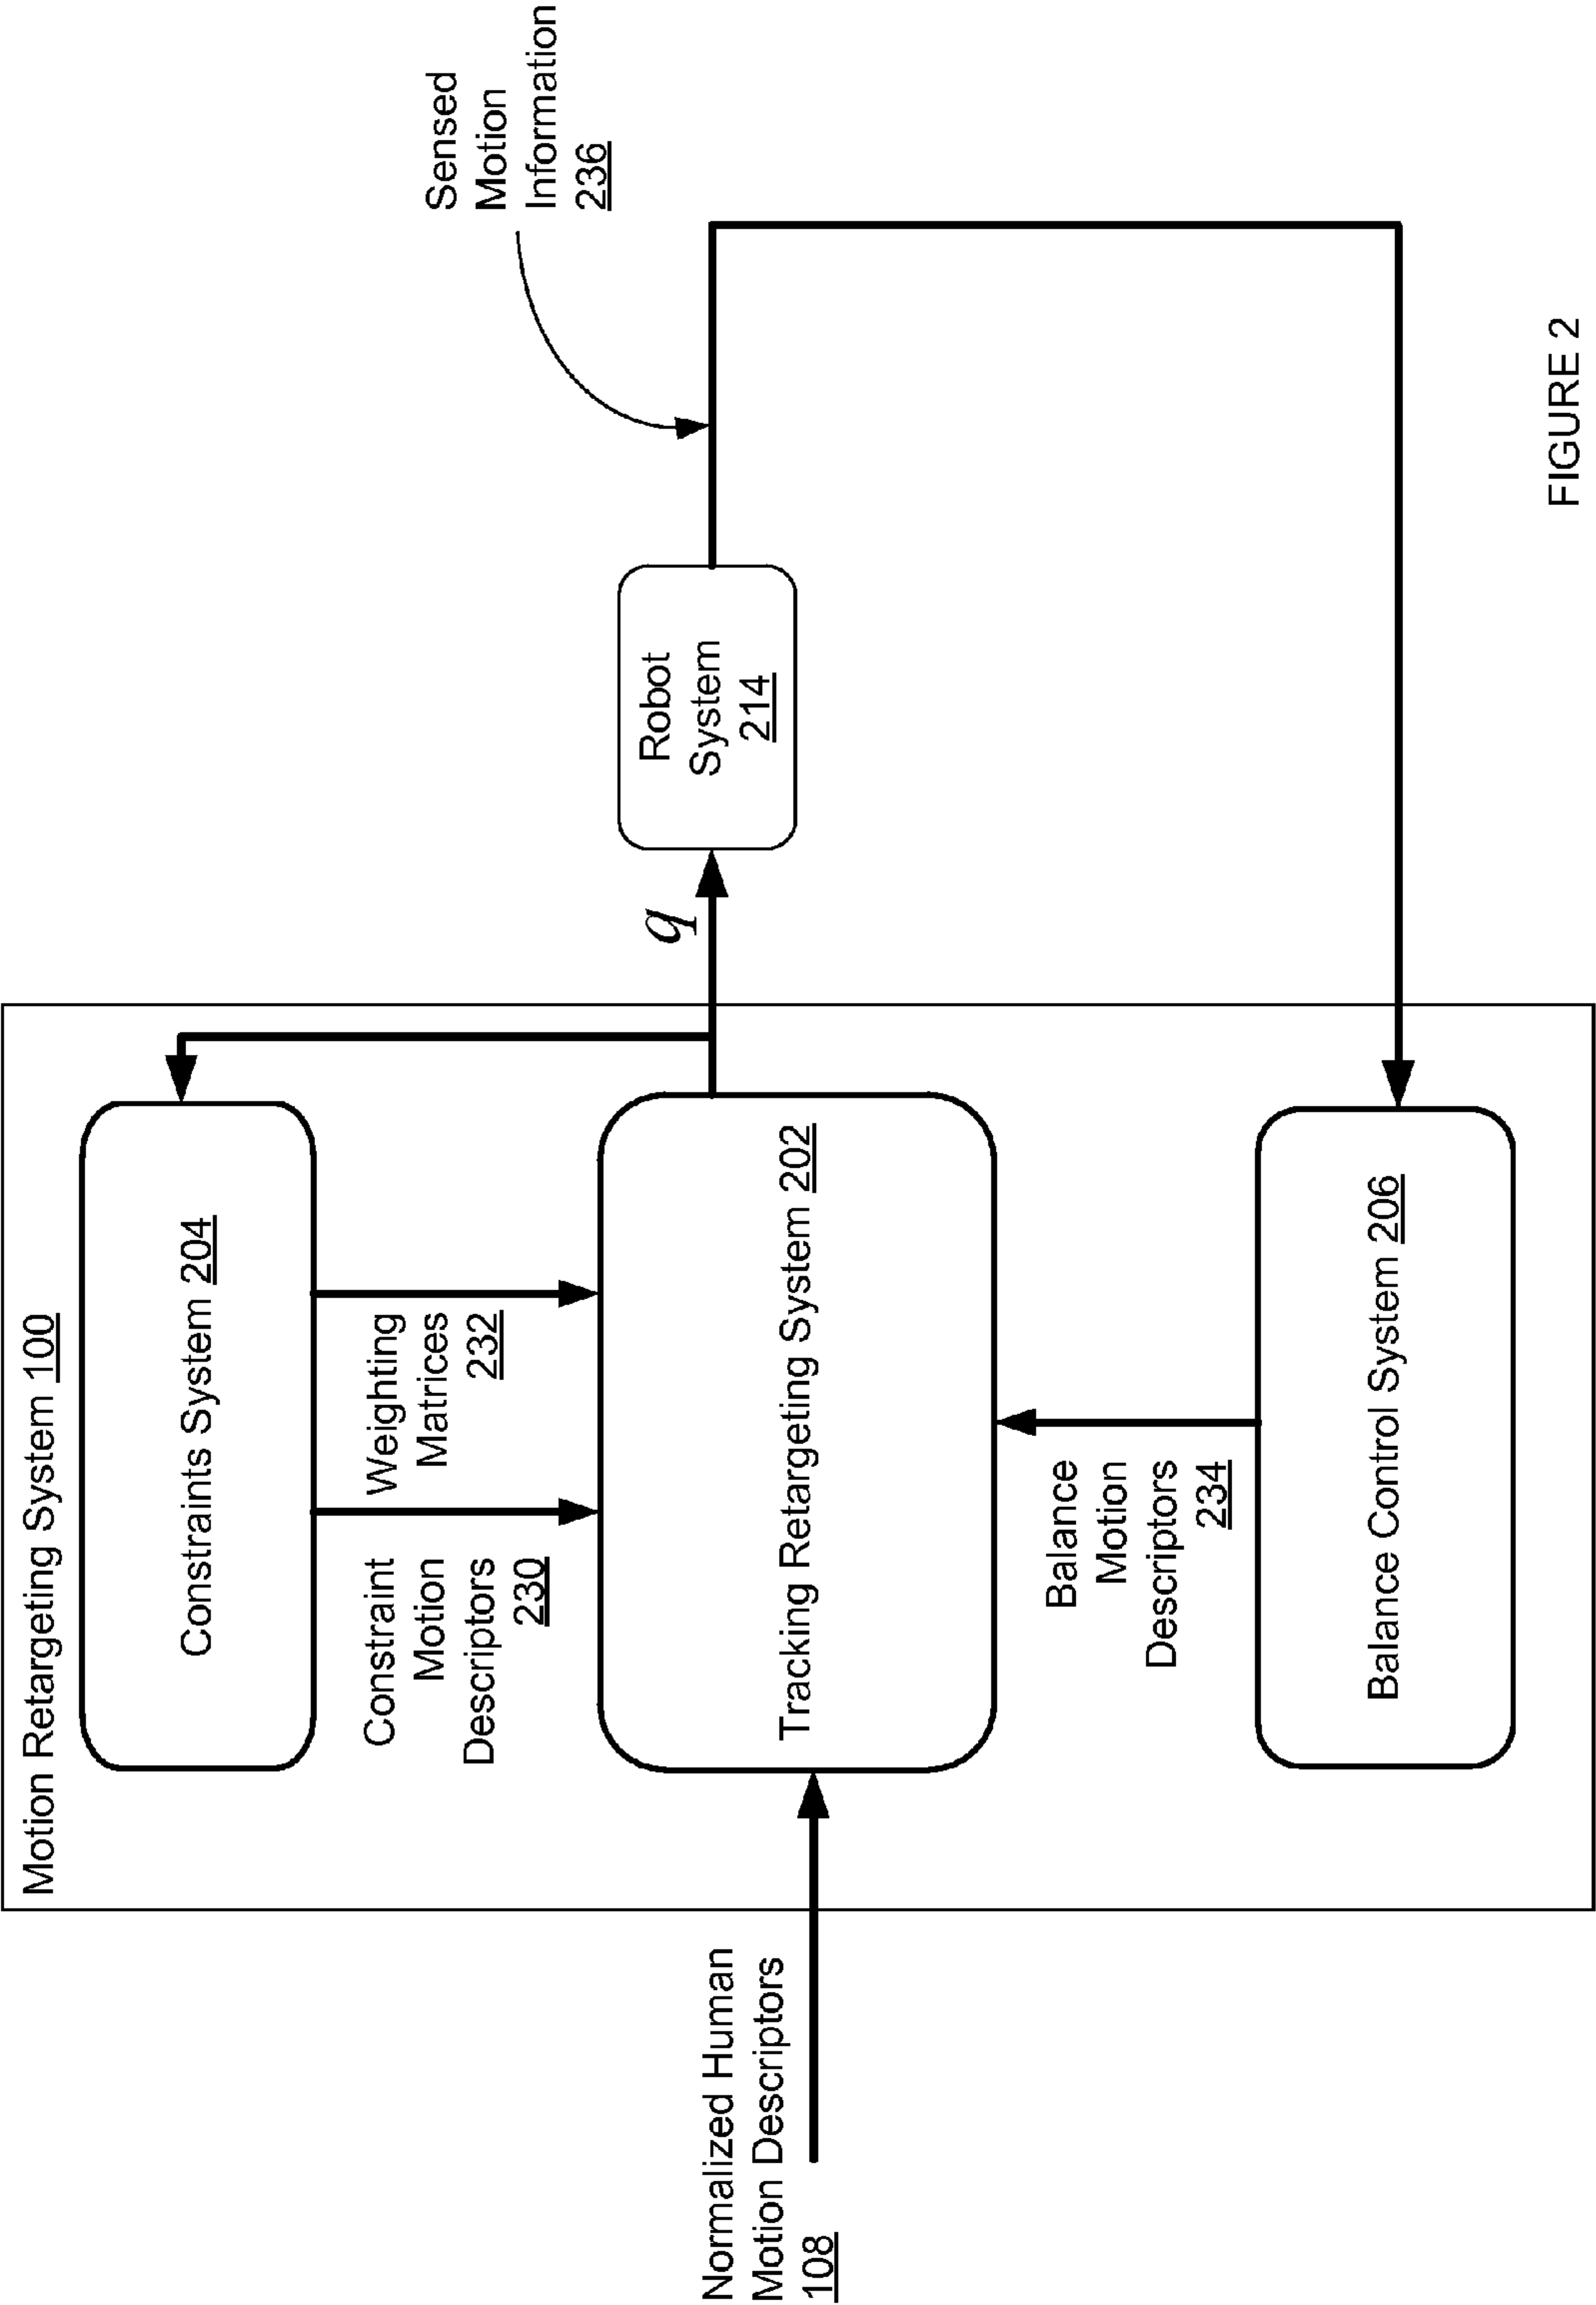 Motion Retargeting System 100
Constraints System 204
Constraint
Motion
Descriptors
230
Weighting
Matrices
232
Normalized Human
Motion Descriptors
108
Tracking Retargeting System 202
q
Robot
System
214
Sensed
Motion
Information
236
Balance
Motion
Descriptors
234
Balance Control System 206
FIGURE 2